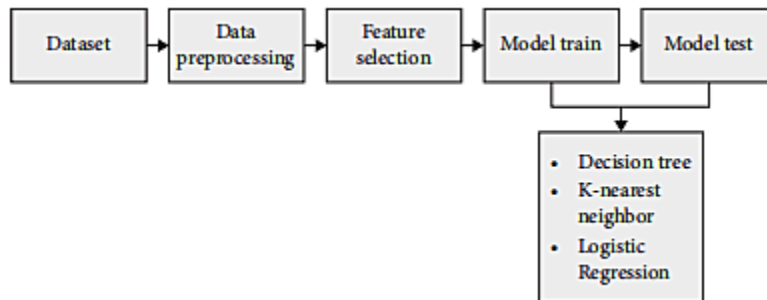 Dataset
Data
preprocessing
Feature
selection
Model train
Model test
• Decision tree
• K-nearest
neighbor
• Logistic
Regression